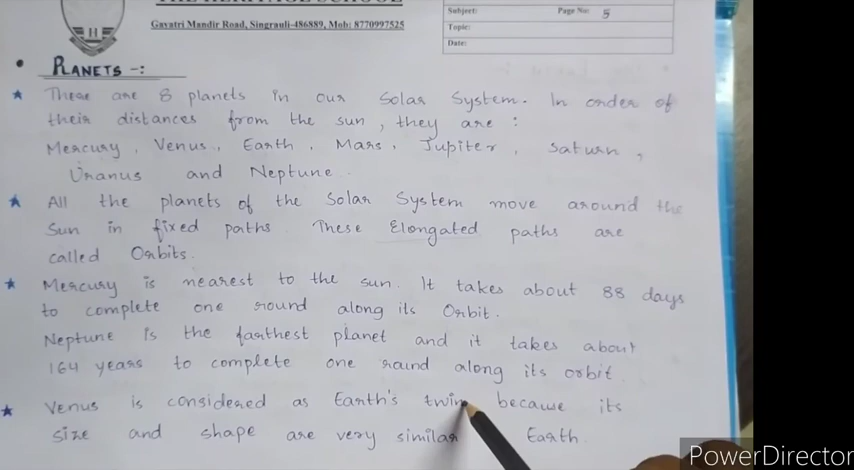 THE HERITAGE SCHOOL
Gayatri Mandir Road, Singrauli-486889, Mob: 8770997525
Subject: Page No: 5
Topic:
Date:
H
PLANETS -:
There are 8 planets in our Solar System. In order of
their distances from the sun, they are :
Mercury, Venus, Earth, Mars, Jupiter, Saturn,
Uranus and Neptune.
All the planets of the Solar System move around the
Sun in fixed paths. These Elongated paths are
called Orbits.
Mercury is nearest to the sun. It takes about 88 days
to complete one round along its Orbit.
Neptune is the farthest planet and it takes about
164 years to complete one round along its orbit
Venus is considered as Earth's twin because its
size and shape are very similar Earth
PowerDirector